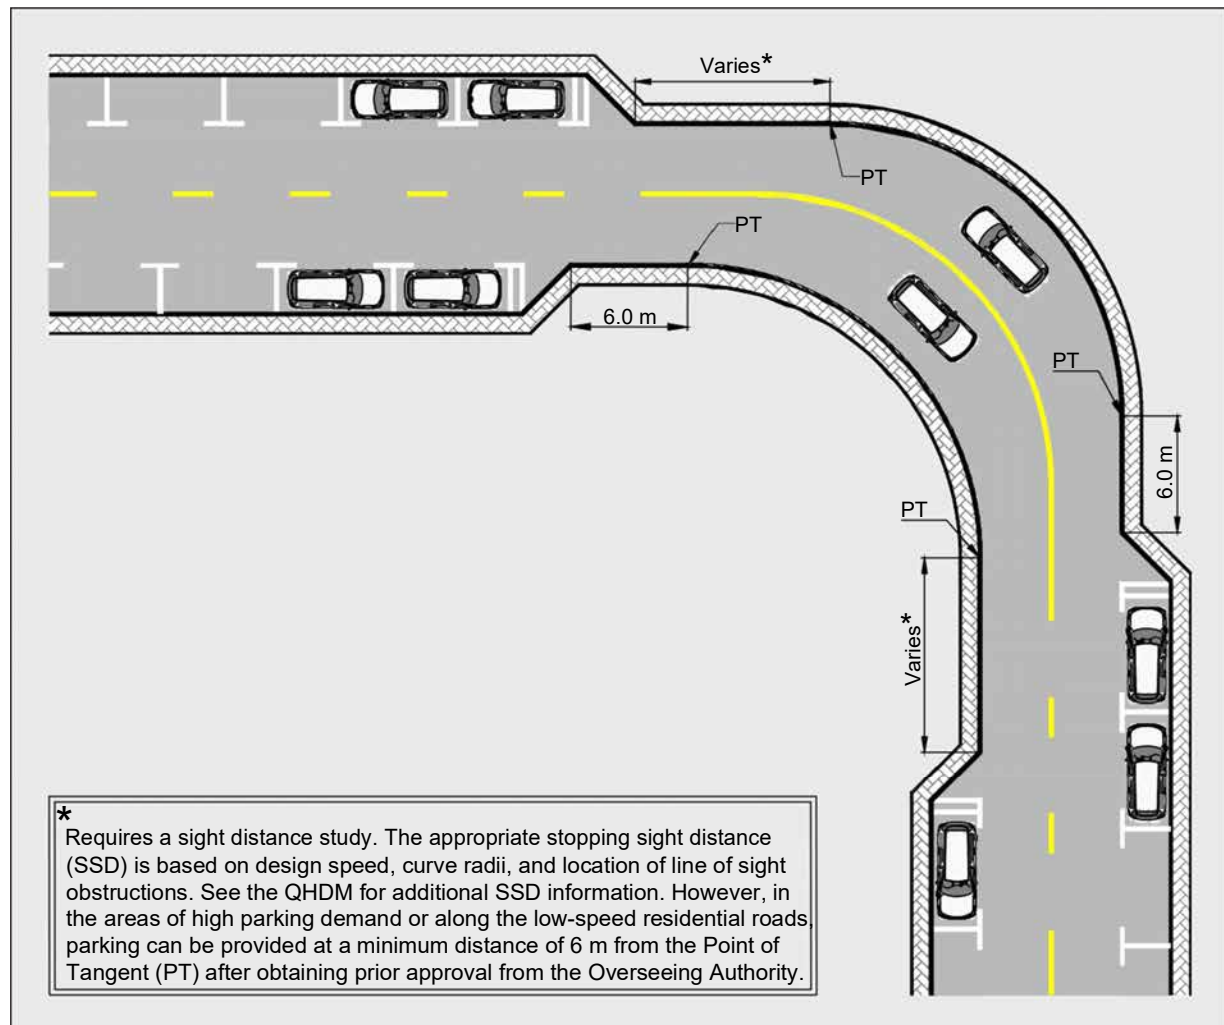 Varies*
PT
PT
6.0 m
PT
6.0 m
PT
Varies*
*
Requires a sight distance study. The appropriate stopping sight distance
(SSD) is based on design speed, curve radii, and location of line of sight
obstructions. See the QHDM for additional SSD information. However, in
the areas of high parking demand or along the low-speed residential roads,
parking can be provided at a minimum distance of 6 m from the Point of
Tangent (PT) after obtaining prior approval from the Overseeing Authority.